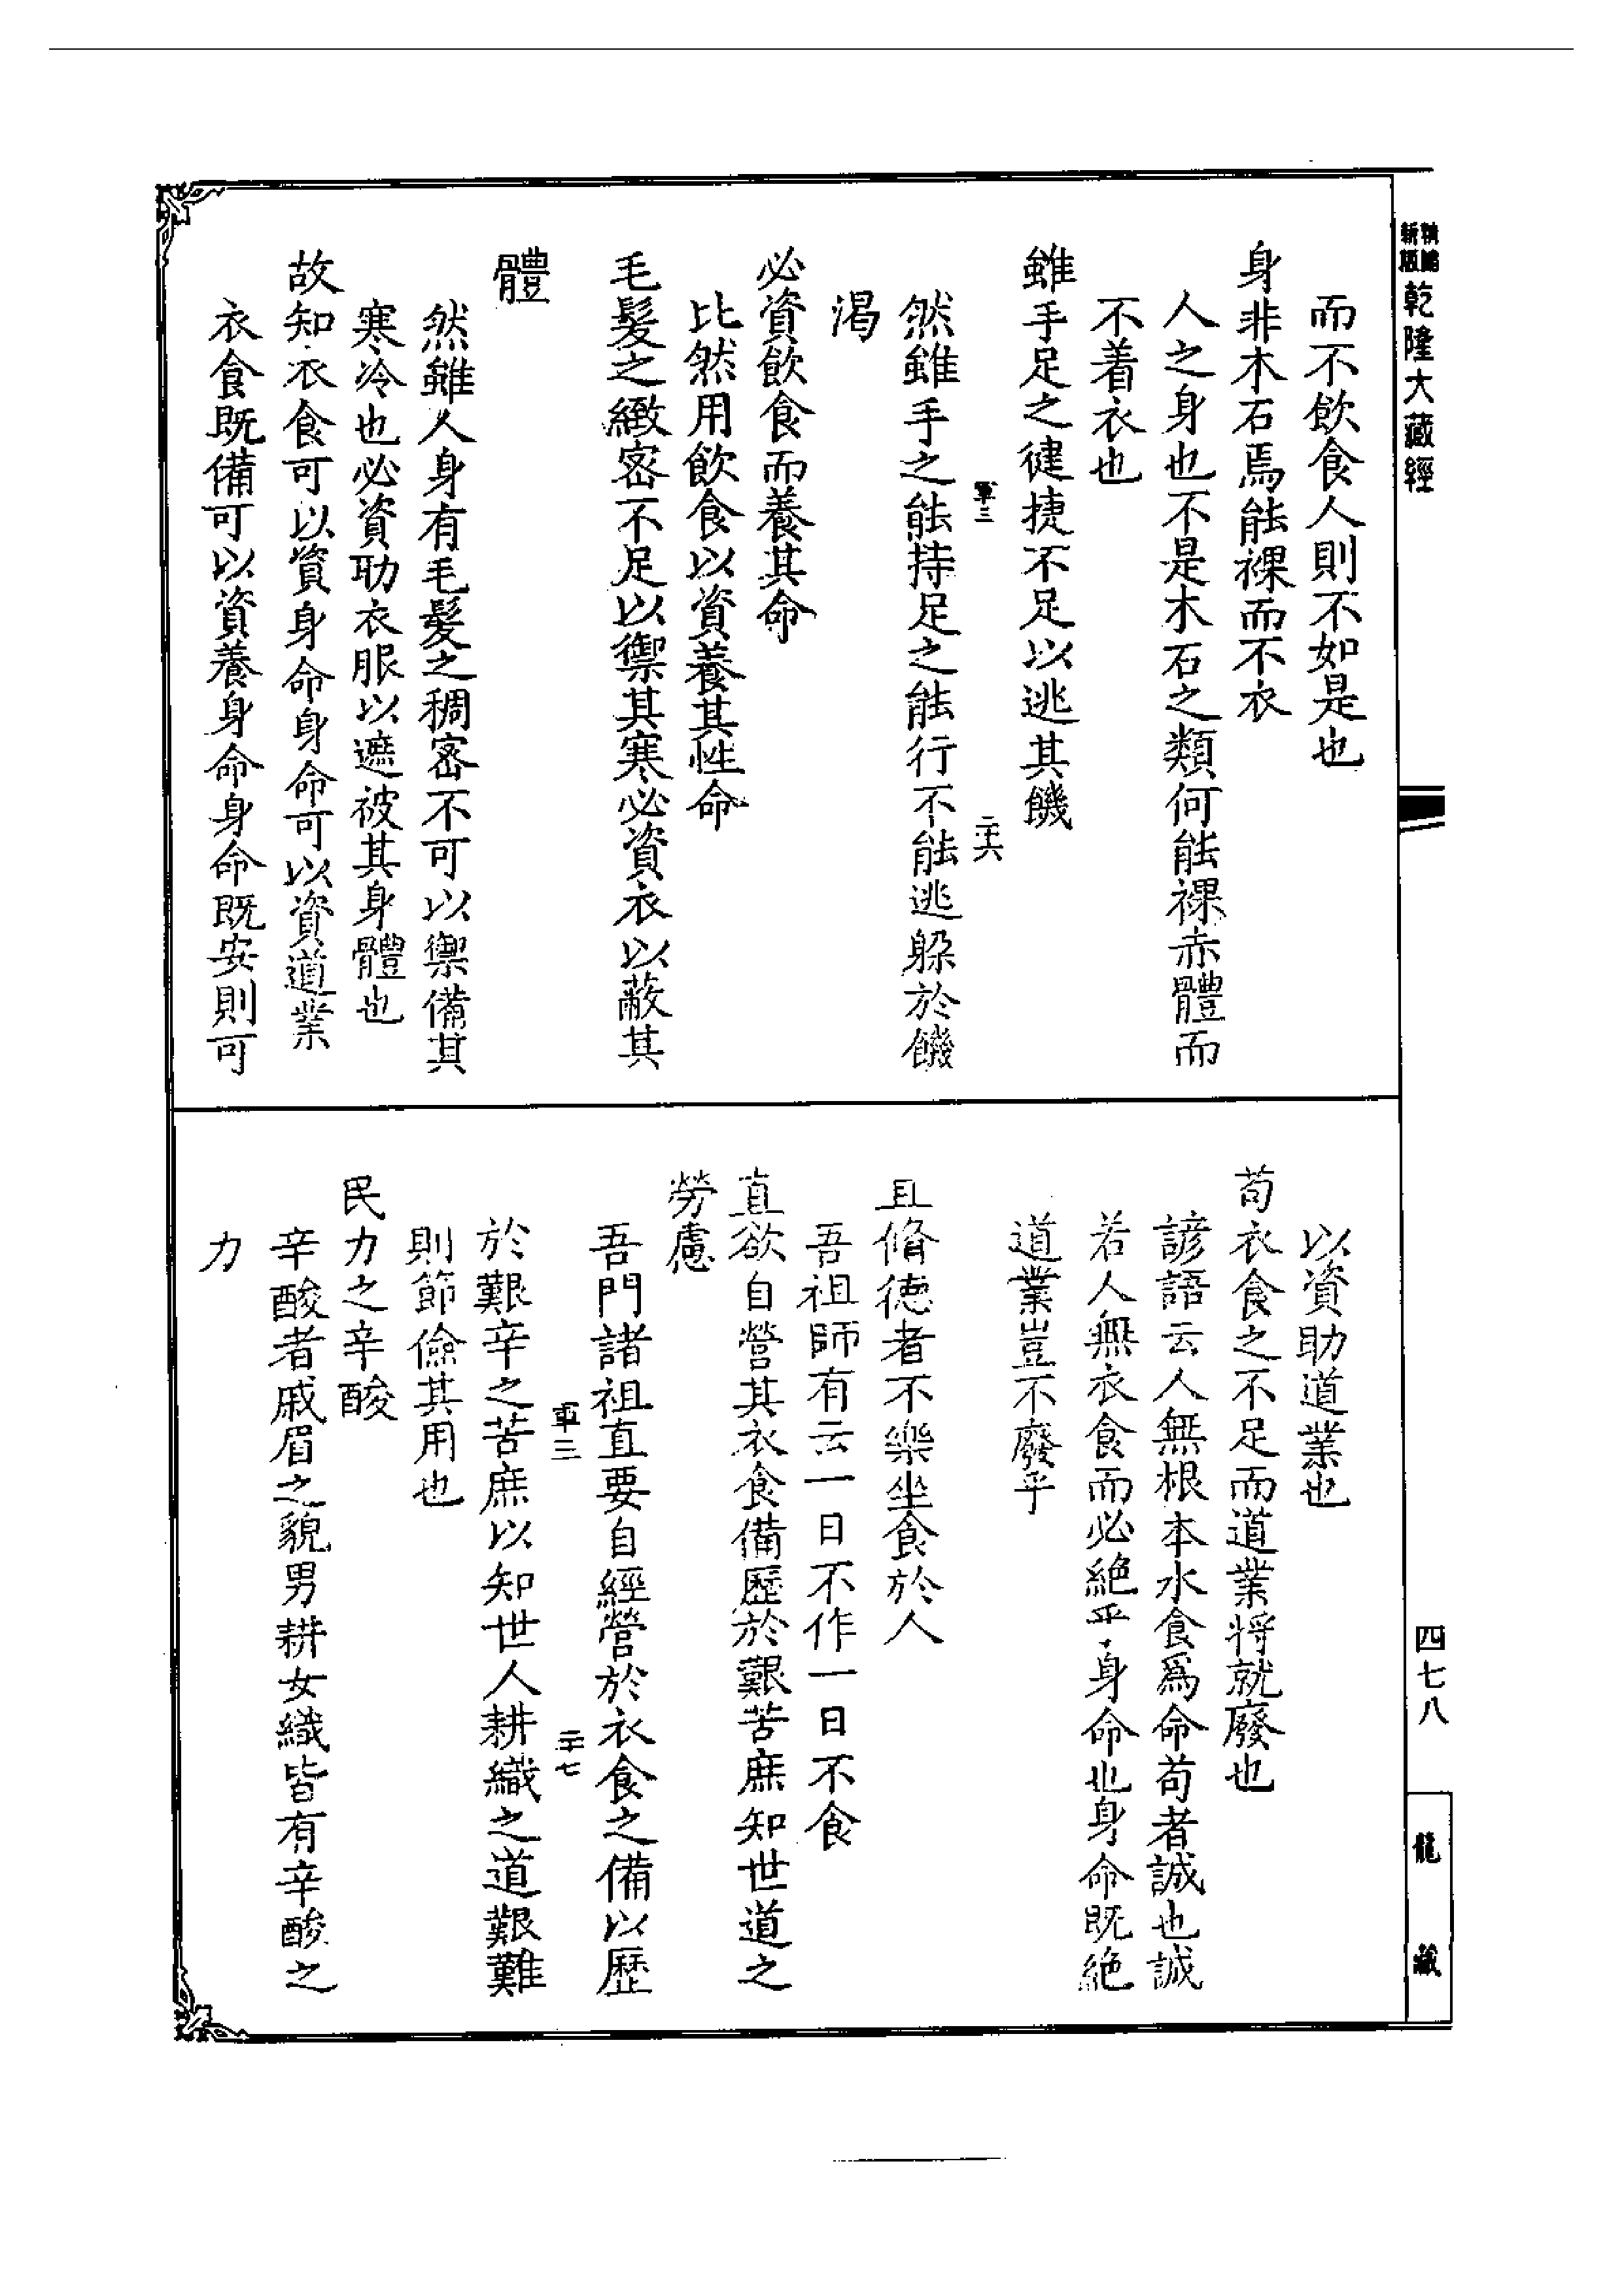 新版
精縮
乾隆大藏經
而不飲食人則不如是也
身非木石焉能裸而不衣
人之身也不是木石之類何能裸赤體而
不着衣也
雖手足之徤捷不足以逃其饑
軍三
二十六
然雖手之能持足之能行不能逃躲於饑
渴
必資飲食而養其命
比然用飲食以資養其性命
毛髮之緻密不足以禦其寒必資衣以蔽其
體
然雖人身有毛髮之稠密不可以禦備其
寒冷也必資助衣服以遮被其身體也
故知衣食可以資身命身命可以資道業
衣食既備可以資養身命身命既安則可
四七八
龍藏
以資助道業也
苟衣食之不足而道業將就廢也
諺語云人無根本水食爲命苟者誠也誠
若人無衣食而必絕乎身命也身命既絕
道業豈不廢乎
且脩德者不樂坐食於人
吾祖師有云一日不作一日不食
直欲自營其衣食備歷於艱苦庶知世道之
勞慮
吾門諸祖直要自經營於衣食之備以歷
軍三
二十七
於艱辛之苦庶以知世人耕織之道艱難
則節儉其用也
民力之辛酸
辛酸者戚眉之貌男耕女織皆有辛酸之
力